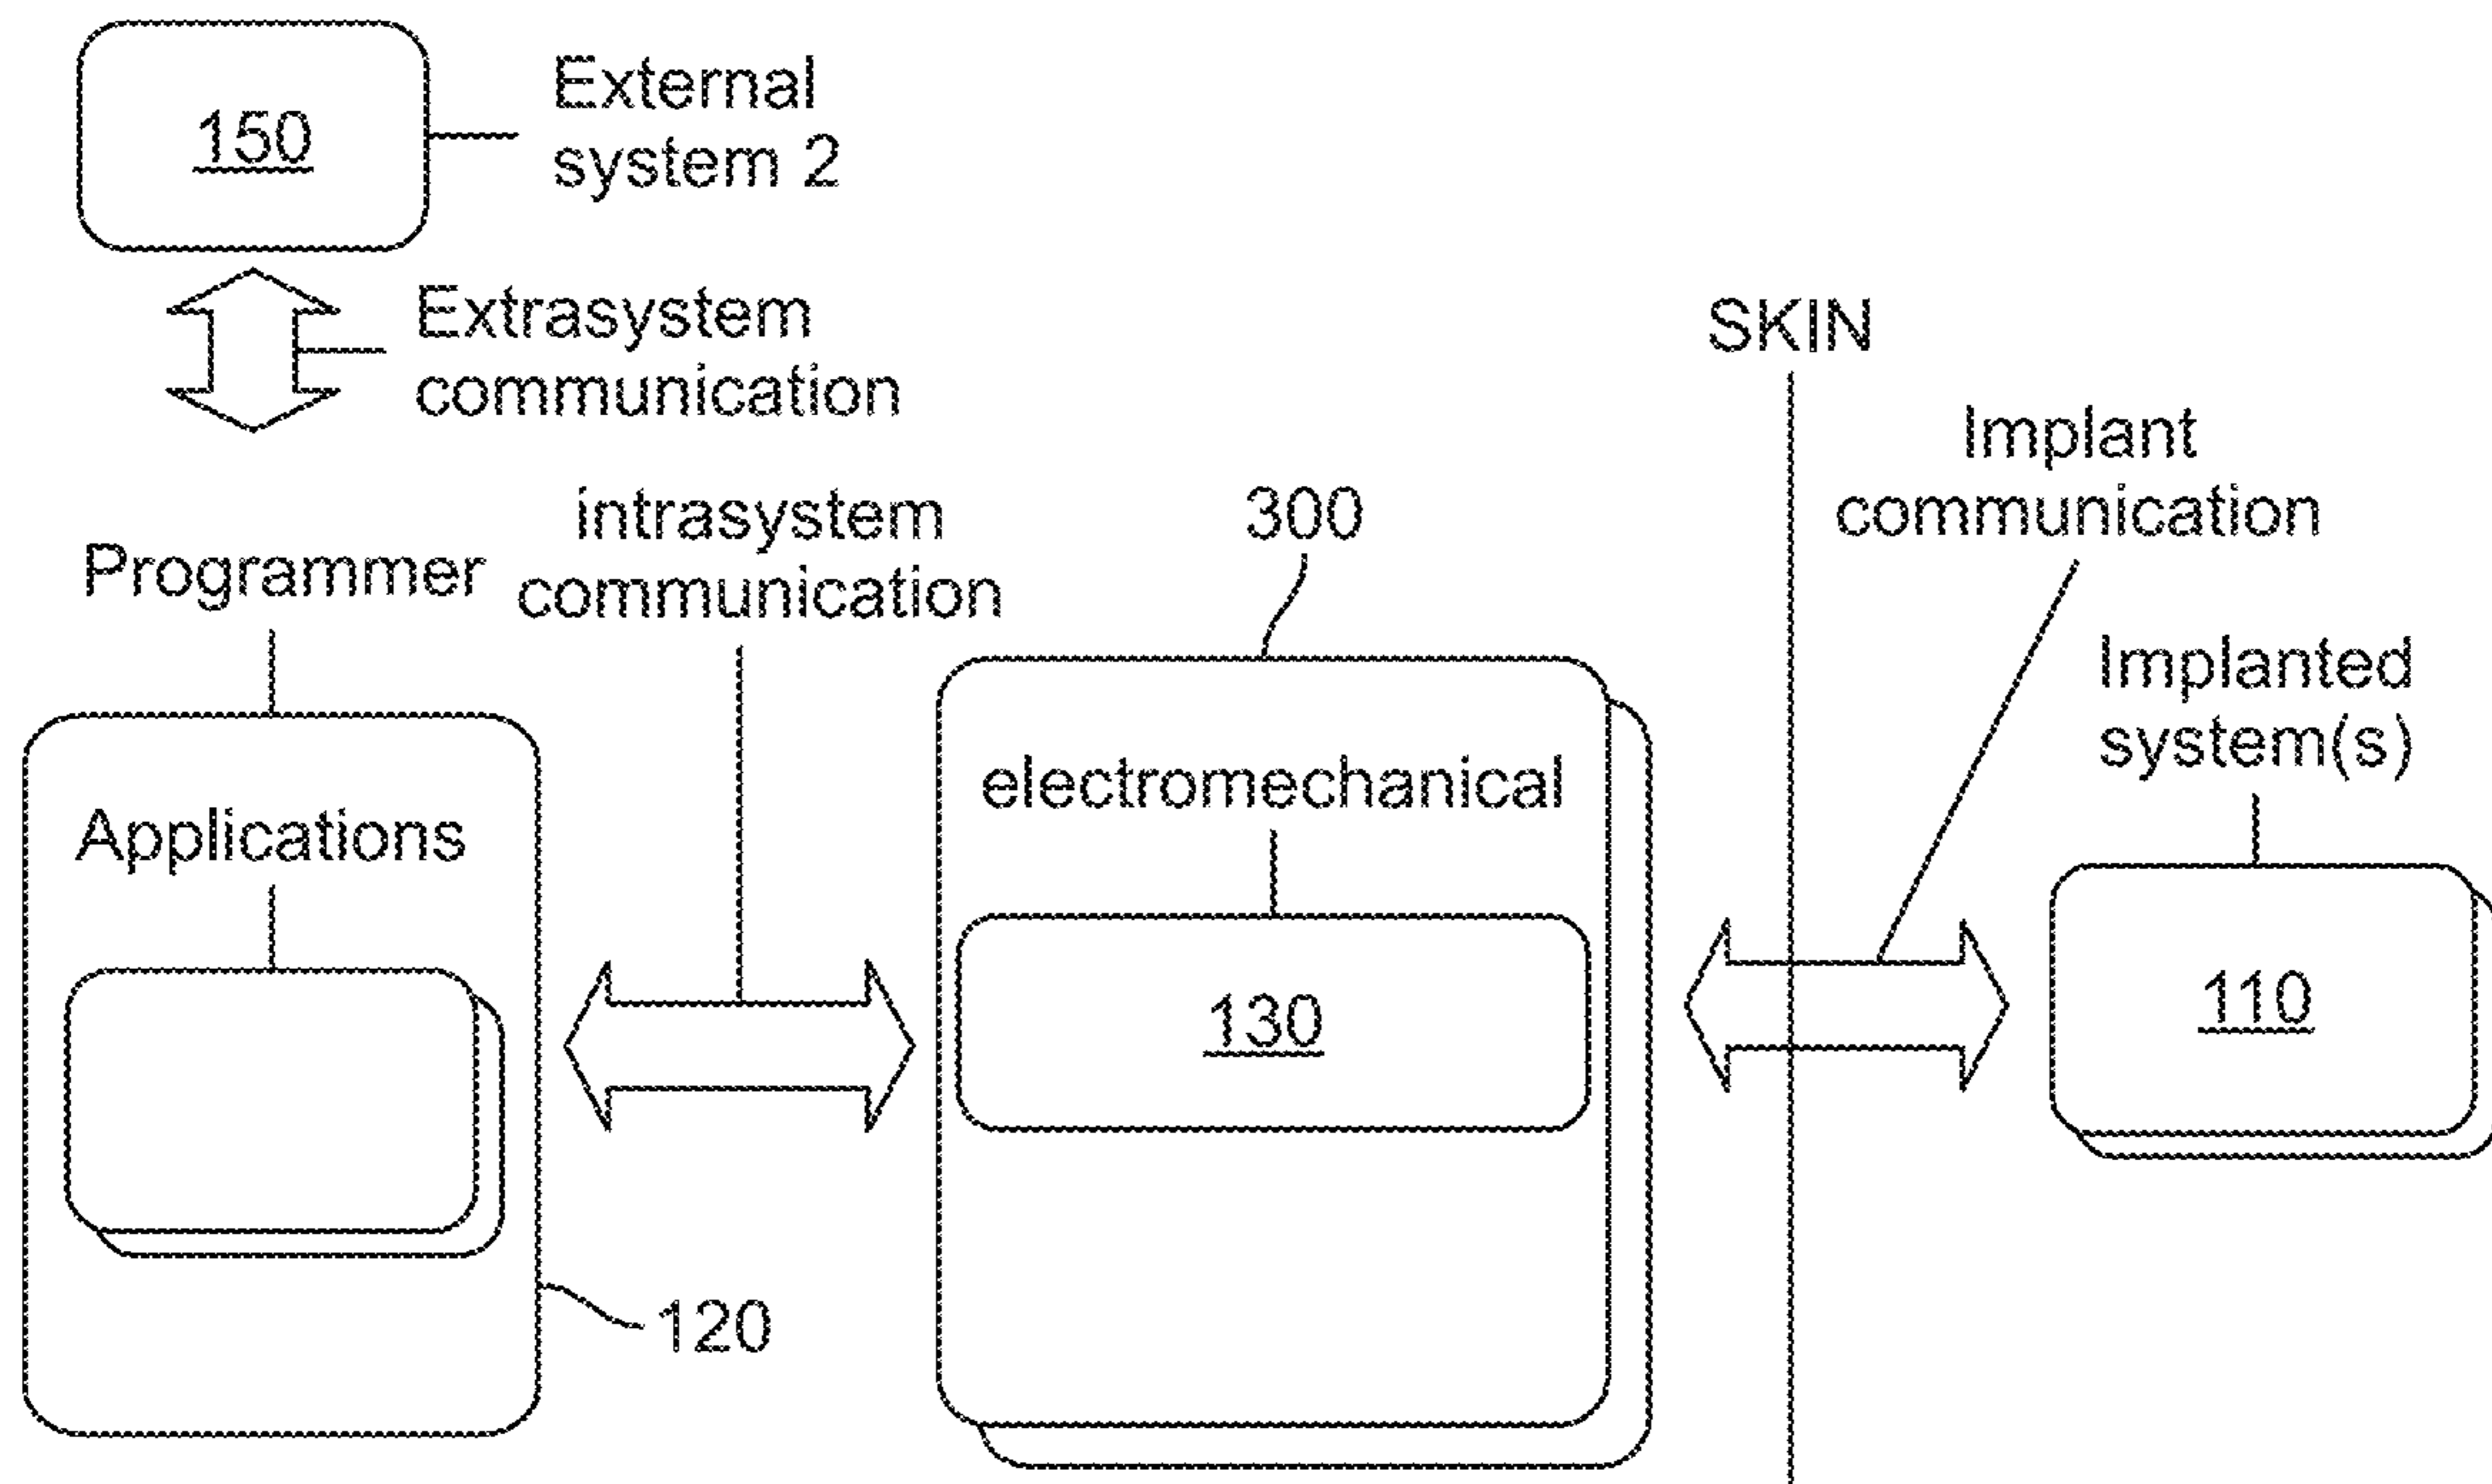 150
External
system 2
Extrasystem
communication
SKIN
Implant
communication
intrasystem
communication
300
Programmer
Implanted
system(s)
electromechanical
Applications
110
130
120